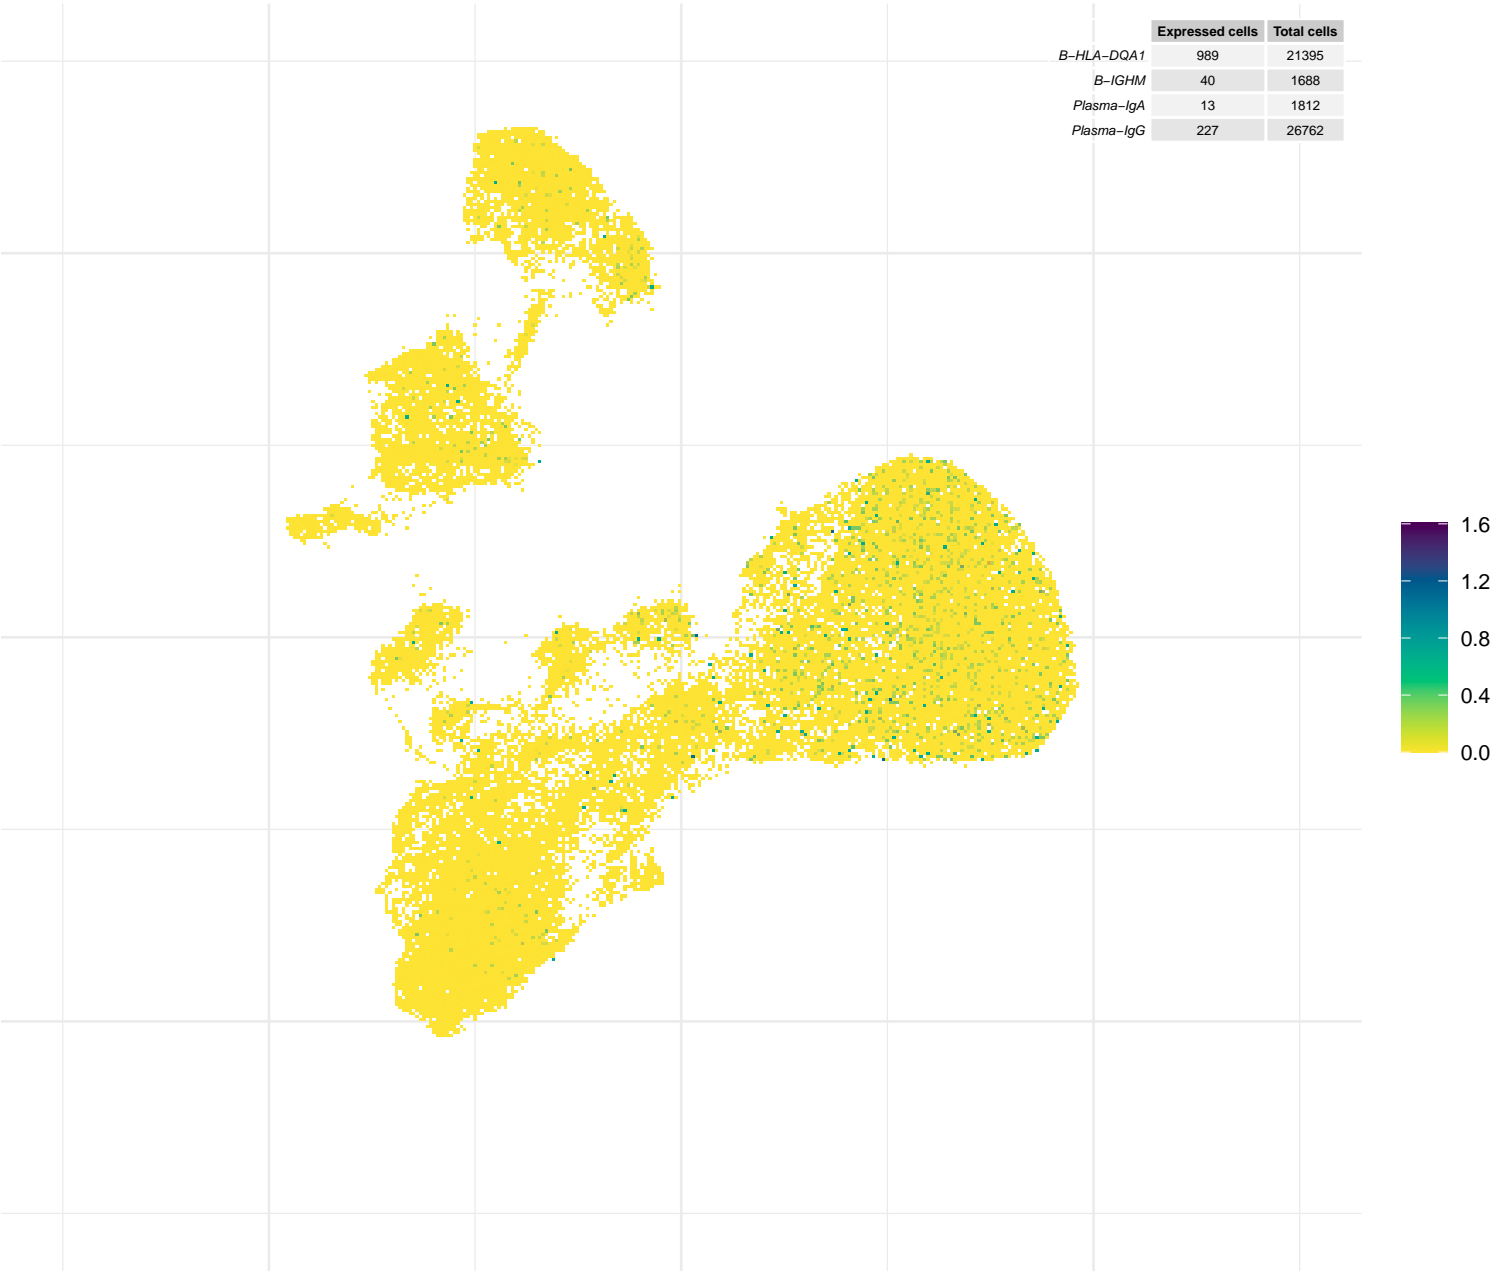 Expressed cells Total cells
B-HLA-DQA1 989 21395
B-IGHM 40 1688
Plasma-IgA 13 1812
Plasma-IgG 227 26762
1.6
1.2
0.8
0.4
0.0